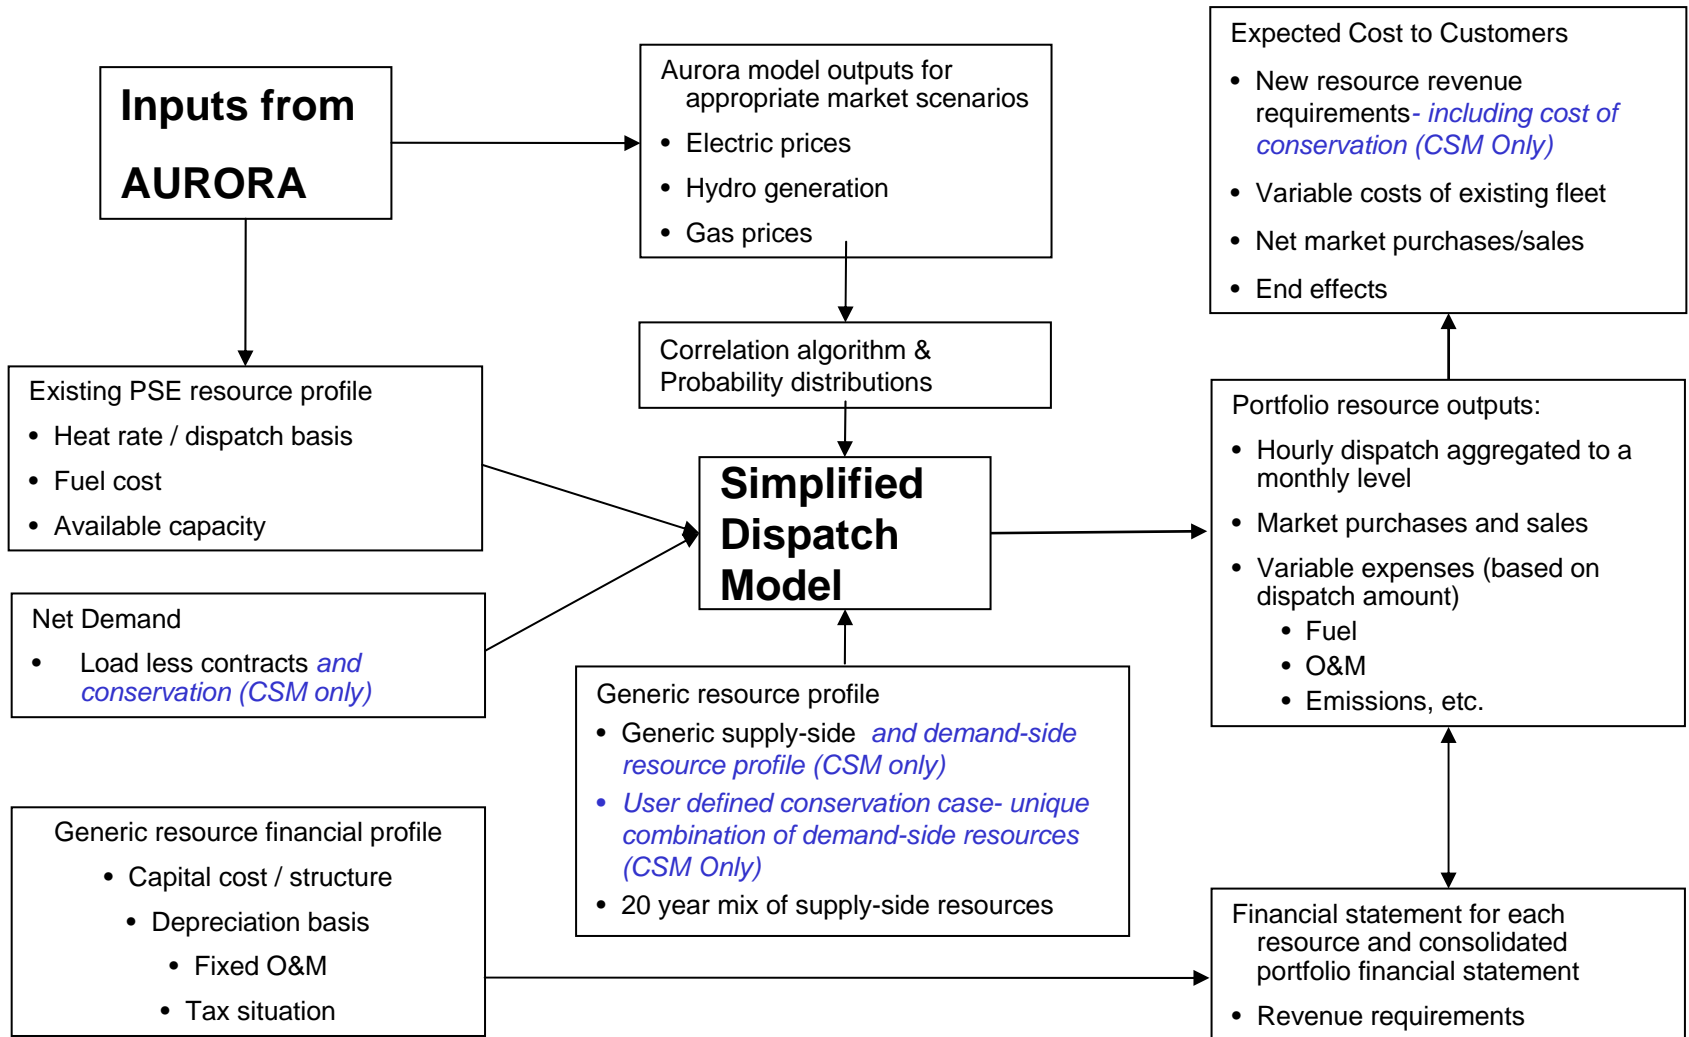 Inputs from
AURORA
Aurora model outputs for
appropriate market scenarios
• Electric prices
• Hydro generation
• Gas prices
Expected Cost to Customers
• New resource revenue
requirements- including cost of
conservation (CSM Only)
• Variable costs of existing fleet
• Net market purchases/sales
• End effects
Correlation algorithm &
Probability distributions
Existing PSE resource profile
• Heat rate / dispatch basis
• Fuel cost
• Available capacity
Simplified
Dispatch
Model
Portfolio resource outputs:
• Hourly dispatch aggregated to a
monthly level
• Market purchases and sales
• Variable expenses (based on
dispatch amount)
• Fuel
• O&M
• Emissions, etc.
Net Demand
• Load less contracts and
conservation (CSM only)
Generic resource profile
• Generic supply-side and demand-side
resource profile (CSM only)
• User defined conservation case- unique
combination of demand-side resources
(CSM Only)
• 20 year mix of supply-side resources
Generic resource financial profile
• Capital cost / structure
• Depreciation basis
• Fixed O&M
• Tax situation
Financial statement for each
resource and consolidated
portfolio financial statement
• Revenue requirements